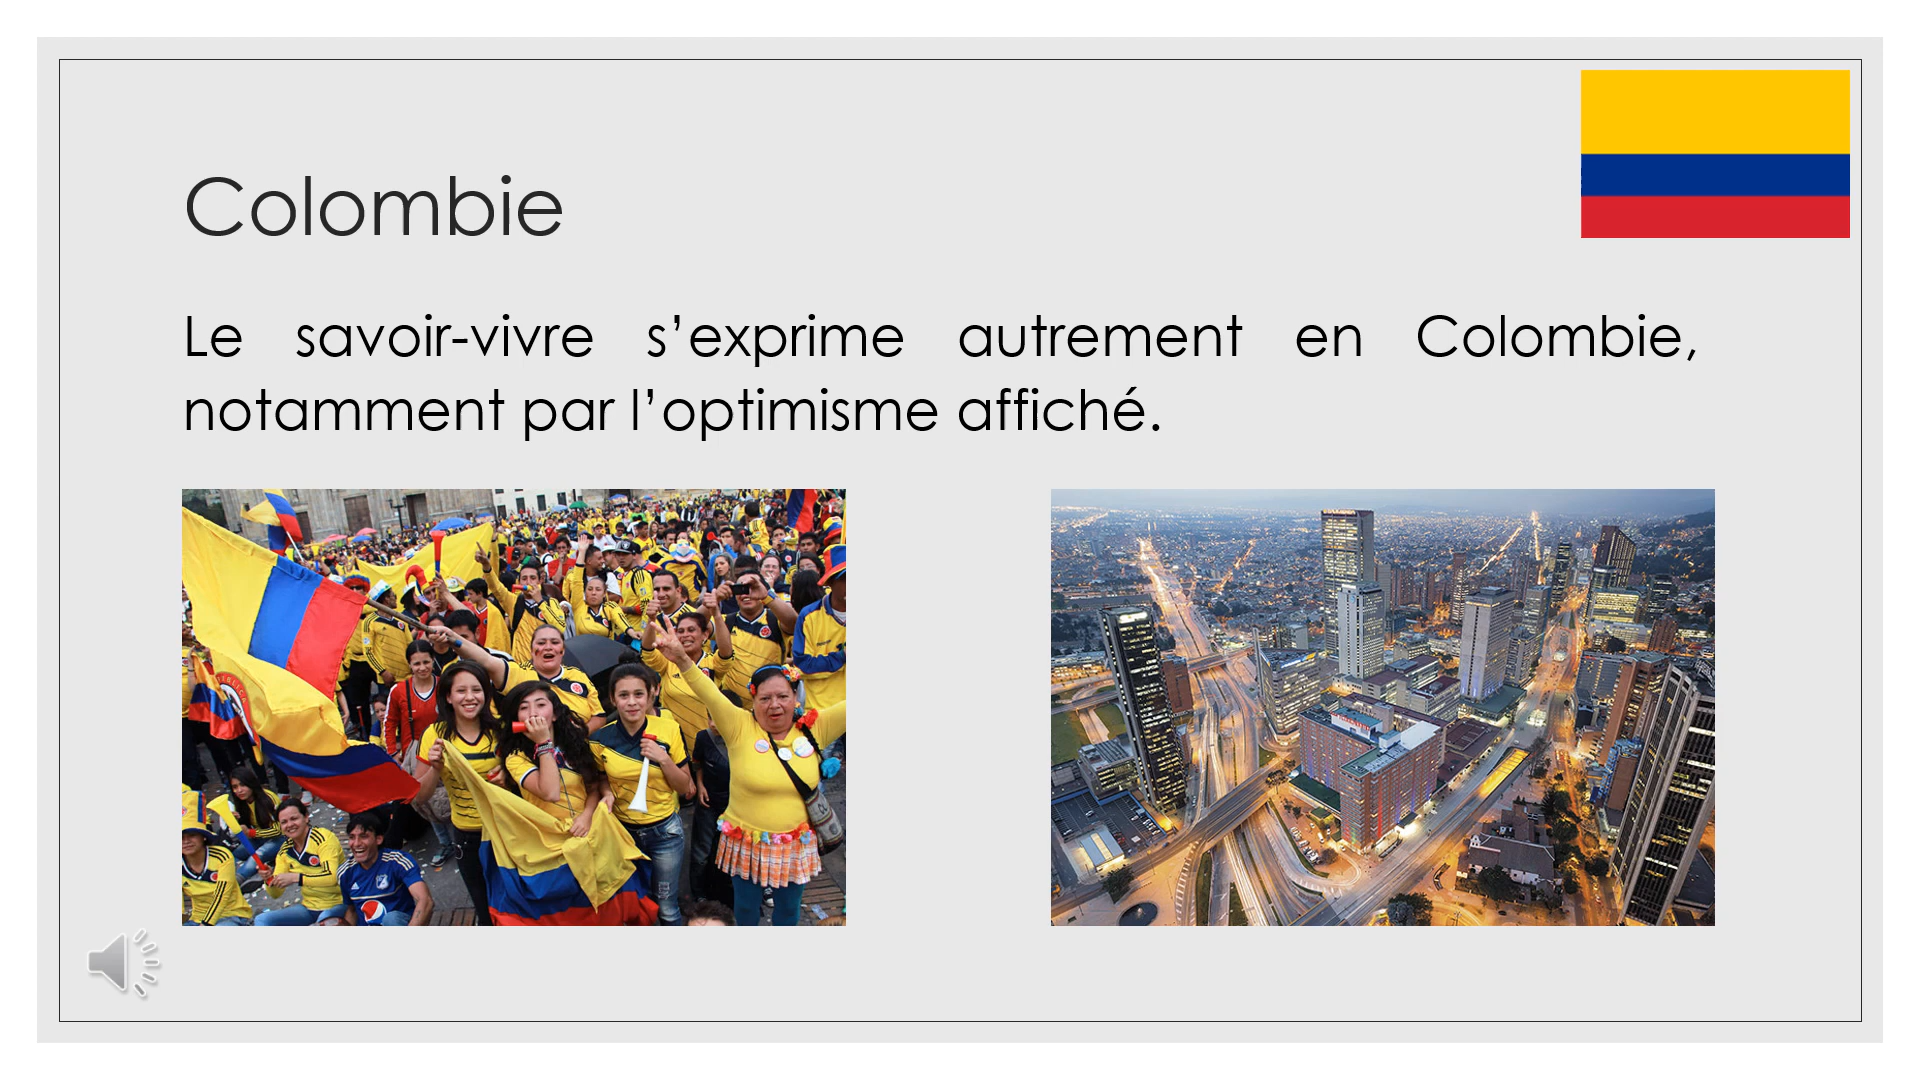 Colombie
Le savoir-vivre s’exprime autrement en Colombie,
notamment par l’optimisme affiché.